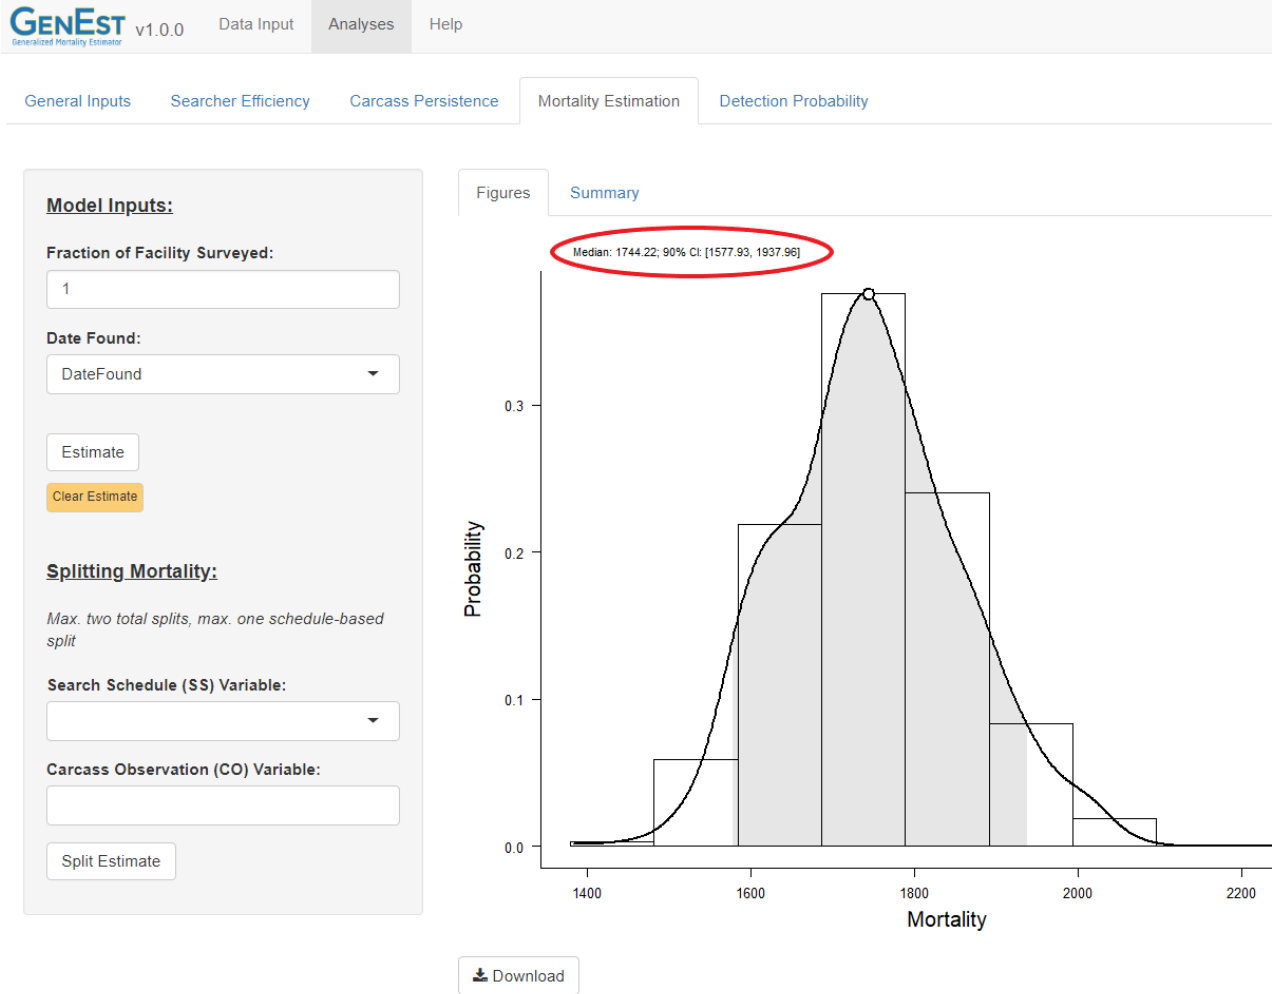 GENEST v1.0.0 Data Input Analyses Help
Generalized Mortality Estimator
General Inputs Searcher Efficiency Carcass Persistence Mortality Estimation Detection Probability
Model Inputs:
Fraction of Facility Surveyed:
1
Date Found:
DateFound
Estimate
Clear Estimate
Splitting Mortality:
Max. two total splits, max. one schedule-based
split
Search Schedule (SS) Variable:
Carcass Observation (CO) Variable:
Split Estimate
Figures Summary
Median: 1744.22; 90% CI: [1577.93, 1937.96]
Probability
0.3
0.2
0.1
0.0
1400 1600 1800 2000 2200
Mortality
Download